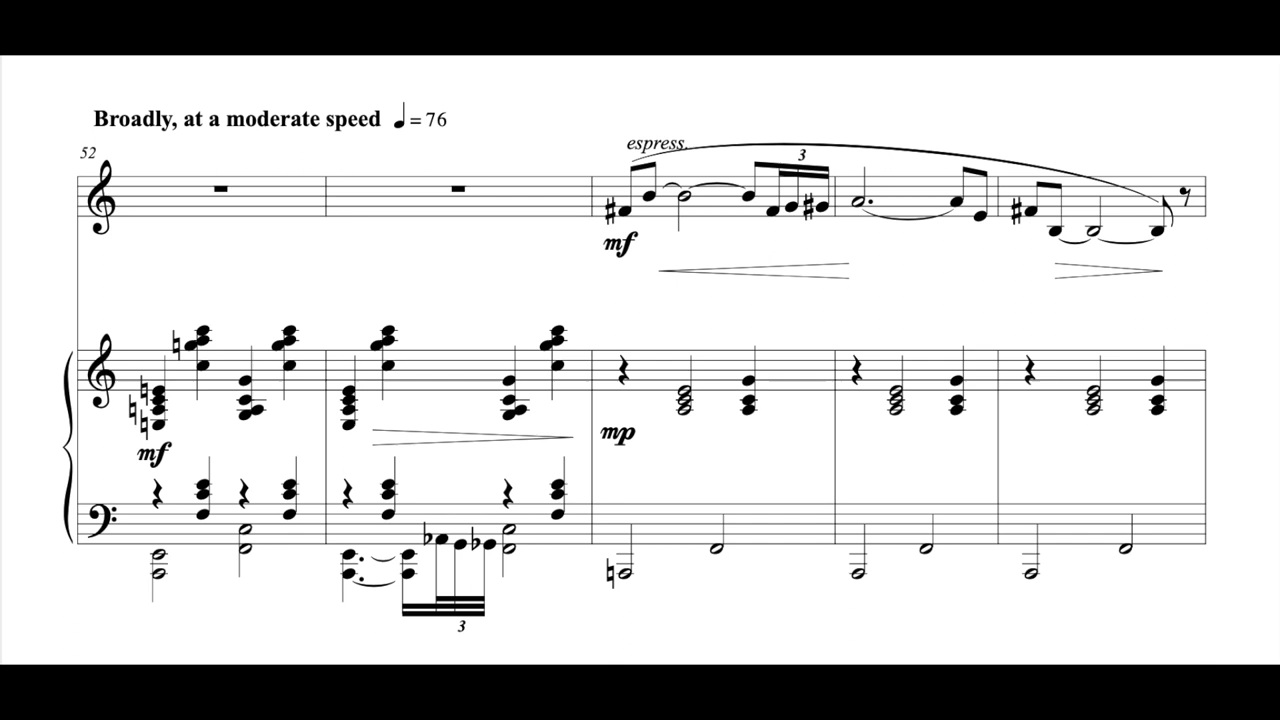 Broadly, at a moderate speed ♩ = 76
52
espress.
3
mf
mf
mp
3